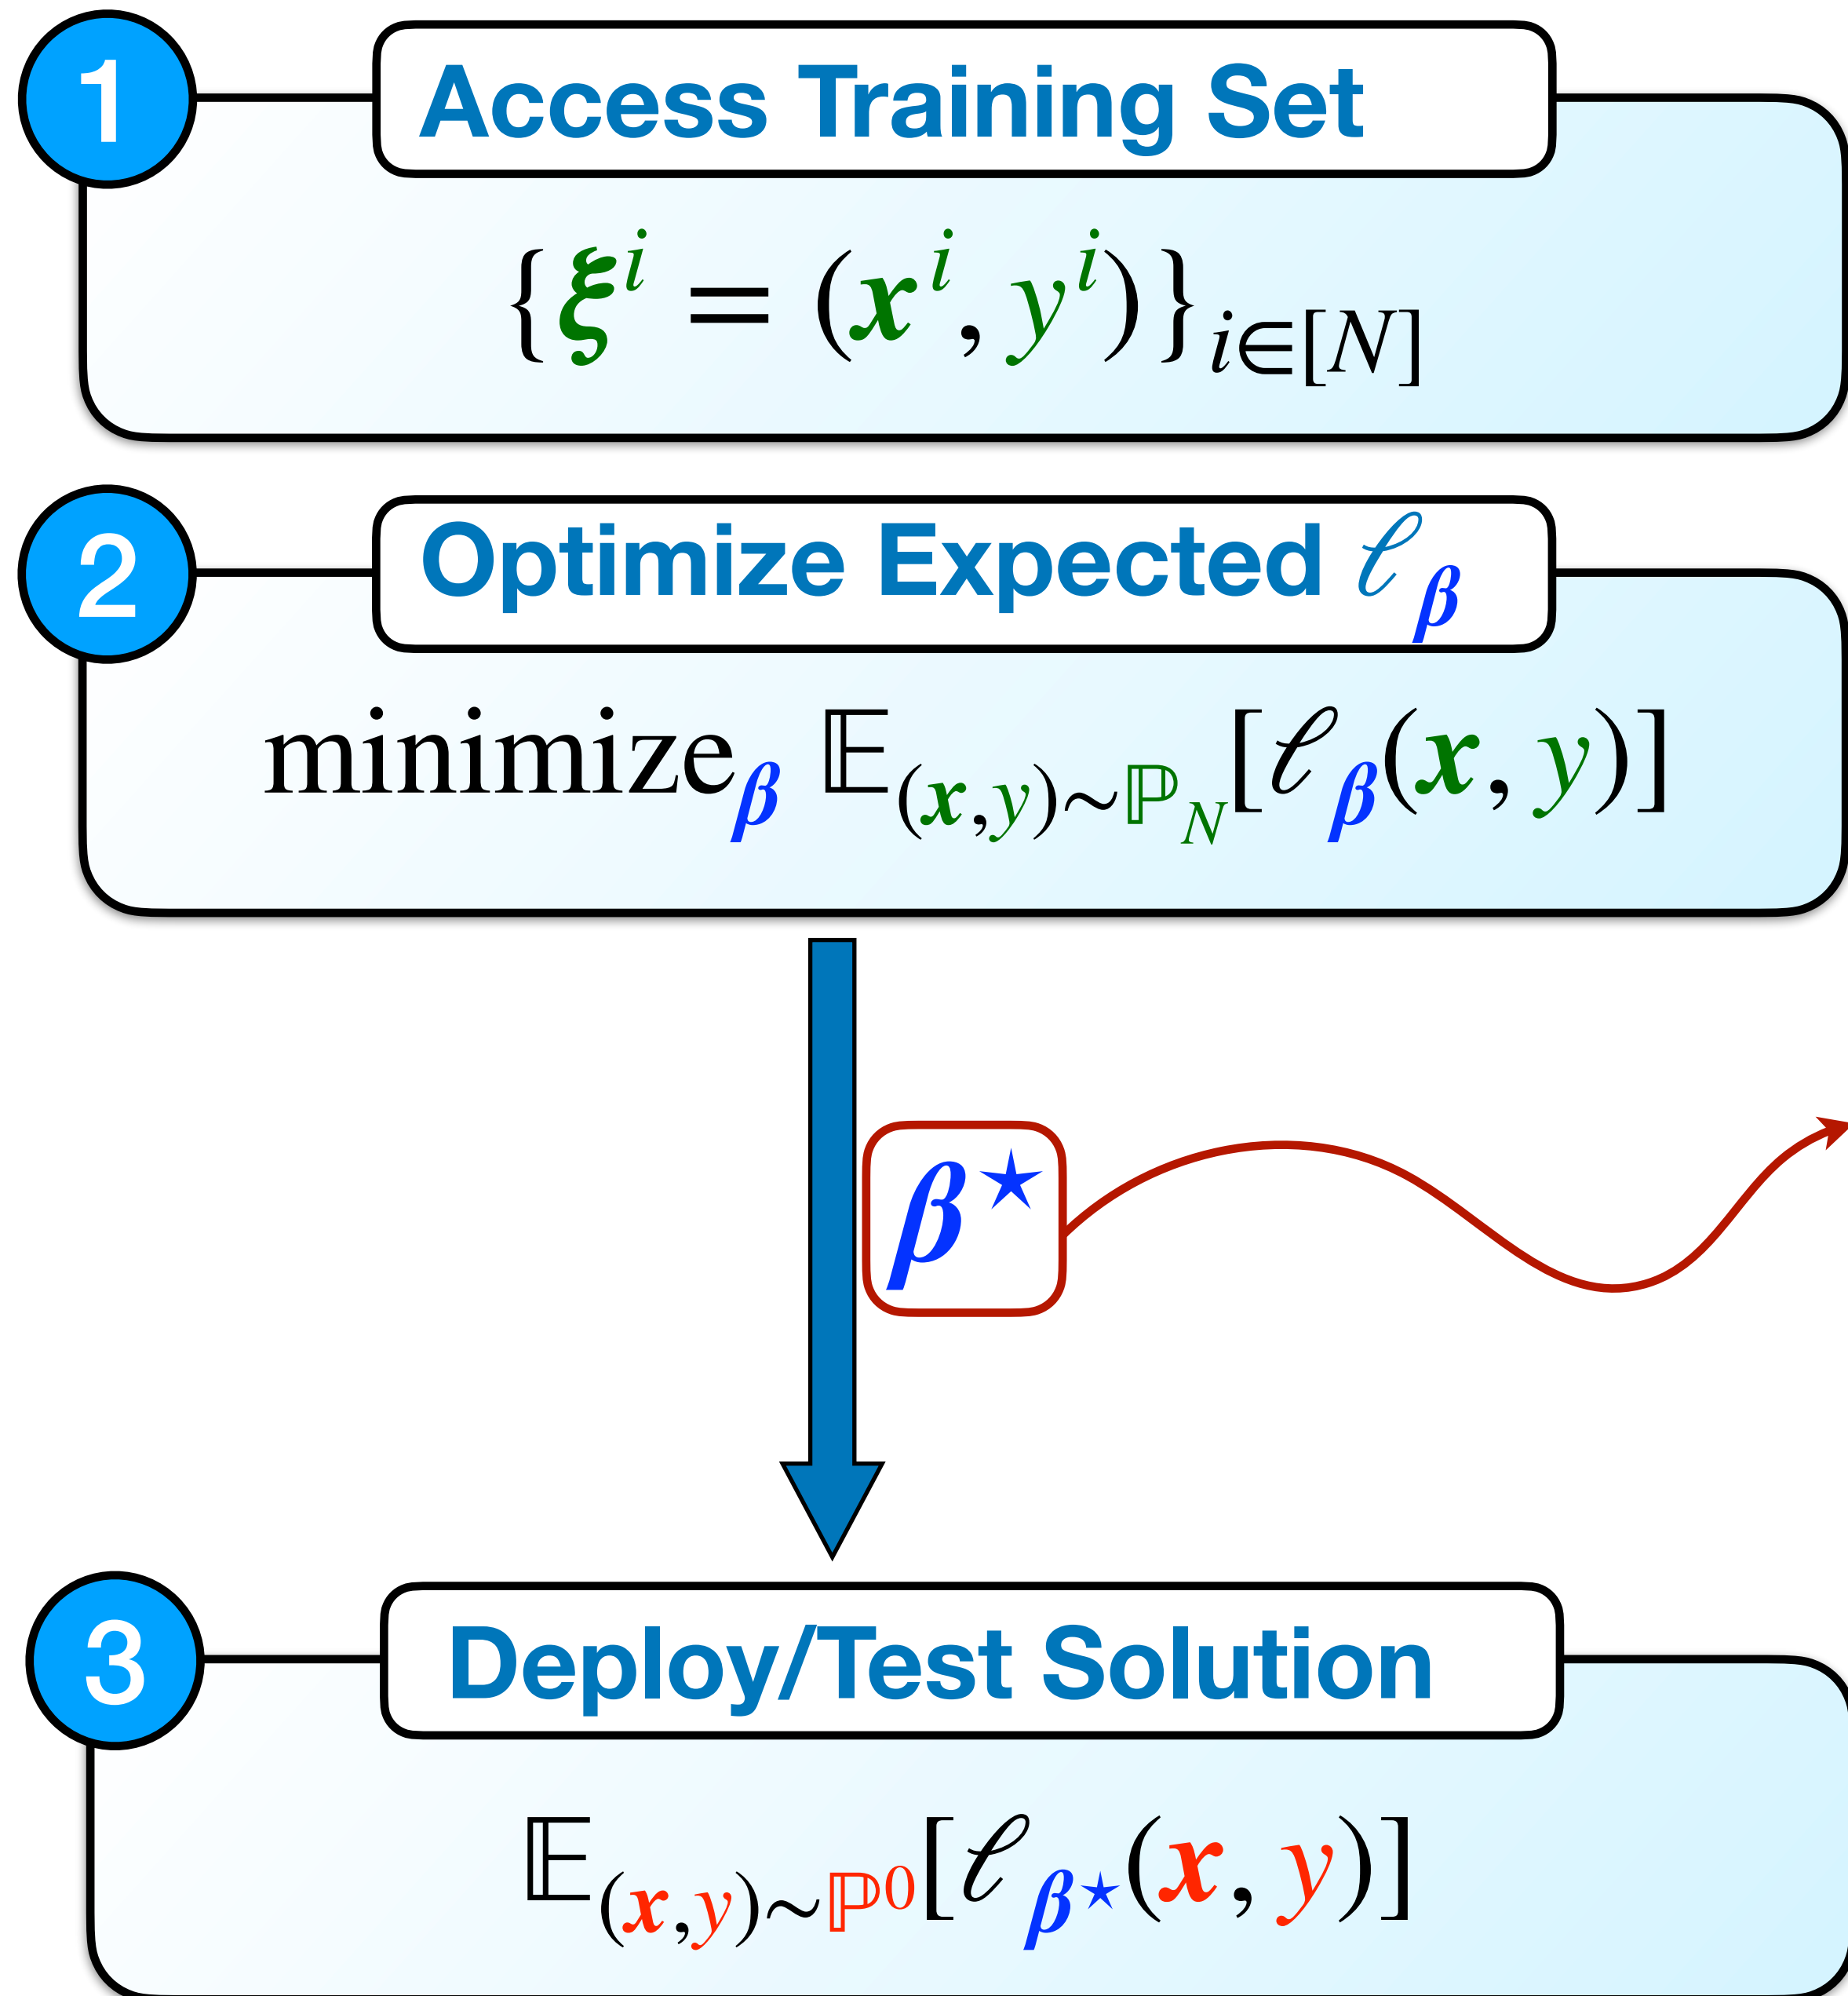 1
Access Training Set
{ξ^i = (x^i, y^i)}_{i∈[N]}
2
Optimize Expected ℓ_β
minimize_β 𝔼_{(x,y)∼ℙ_N}[ℓ_β(x, y)]
β^⋆
3
Deploy/Test Solution
𝔼_{(x,y)∼ℙ^0}[ℓ_{β^⋆}(x, y)]